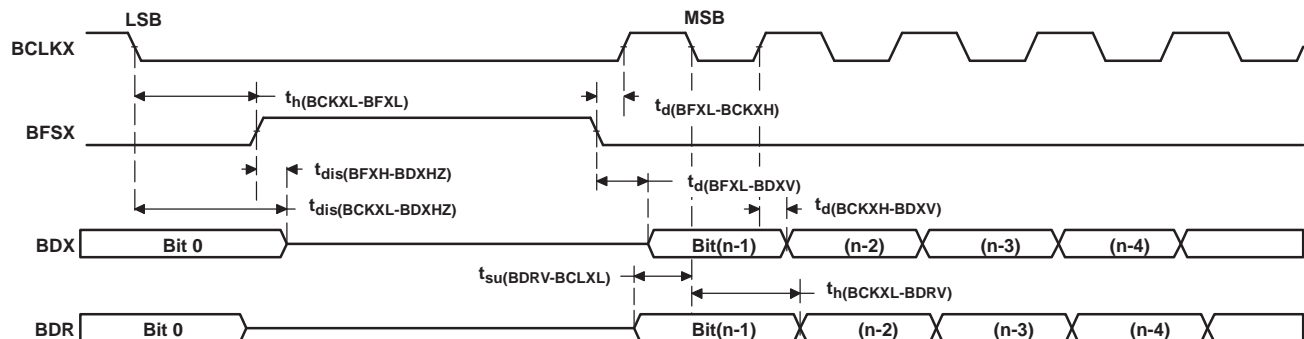 LSB MSB
BCLKX
th(BCKXL-BFXL) td(BFXL-BCKXH)
BFSX
tdis(BFXH-BDXHZ) td(BFXL-BDXV)
tdis(BCKXL-BDXHZ) td(BCKXH-BDXV)
BDX Bit 0 Bit(n-1) (n-2) (n-3) (n-4)
tsu(BDRV-BCLXL) th(BCKXL-BDRV)
BDR Bit 0 Bit(n-1) (n-2) (n-3) (n-4)